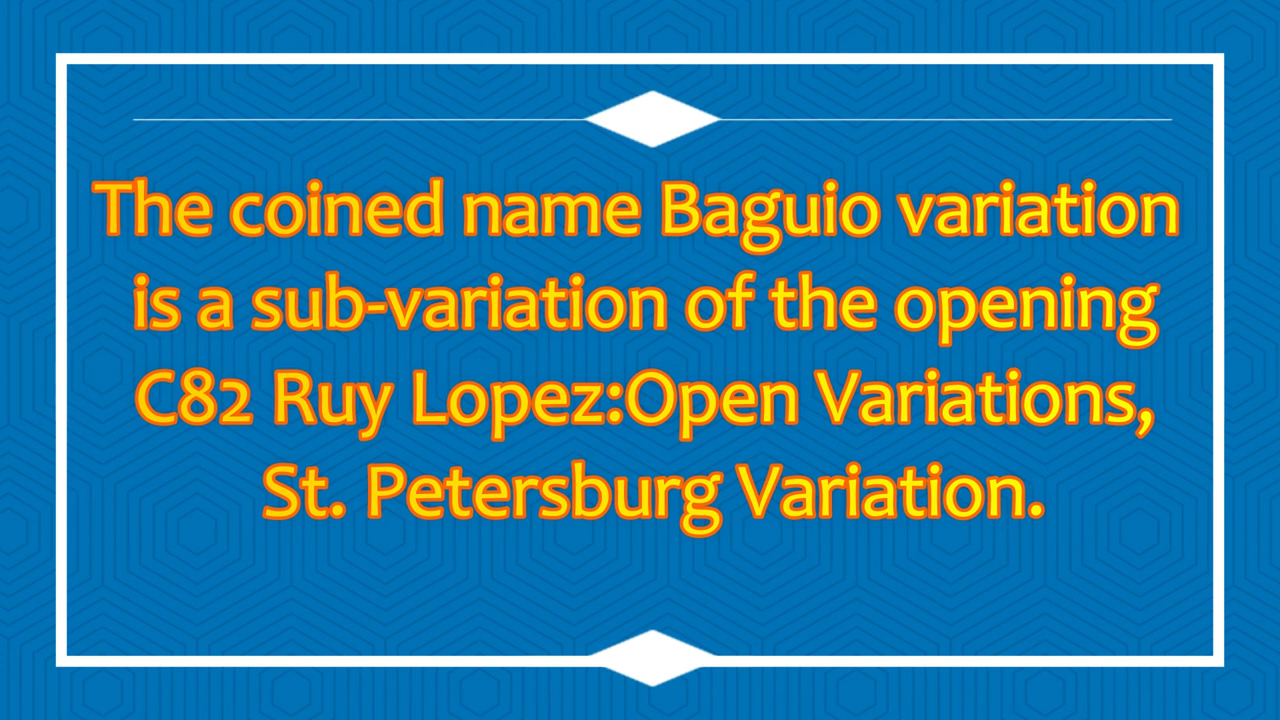 The coined name Baguio variation
is a sub-variation of the opening
C82 Ruy Lopez:Open Variations,
St. Petersburg Variation.